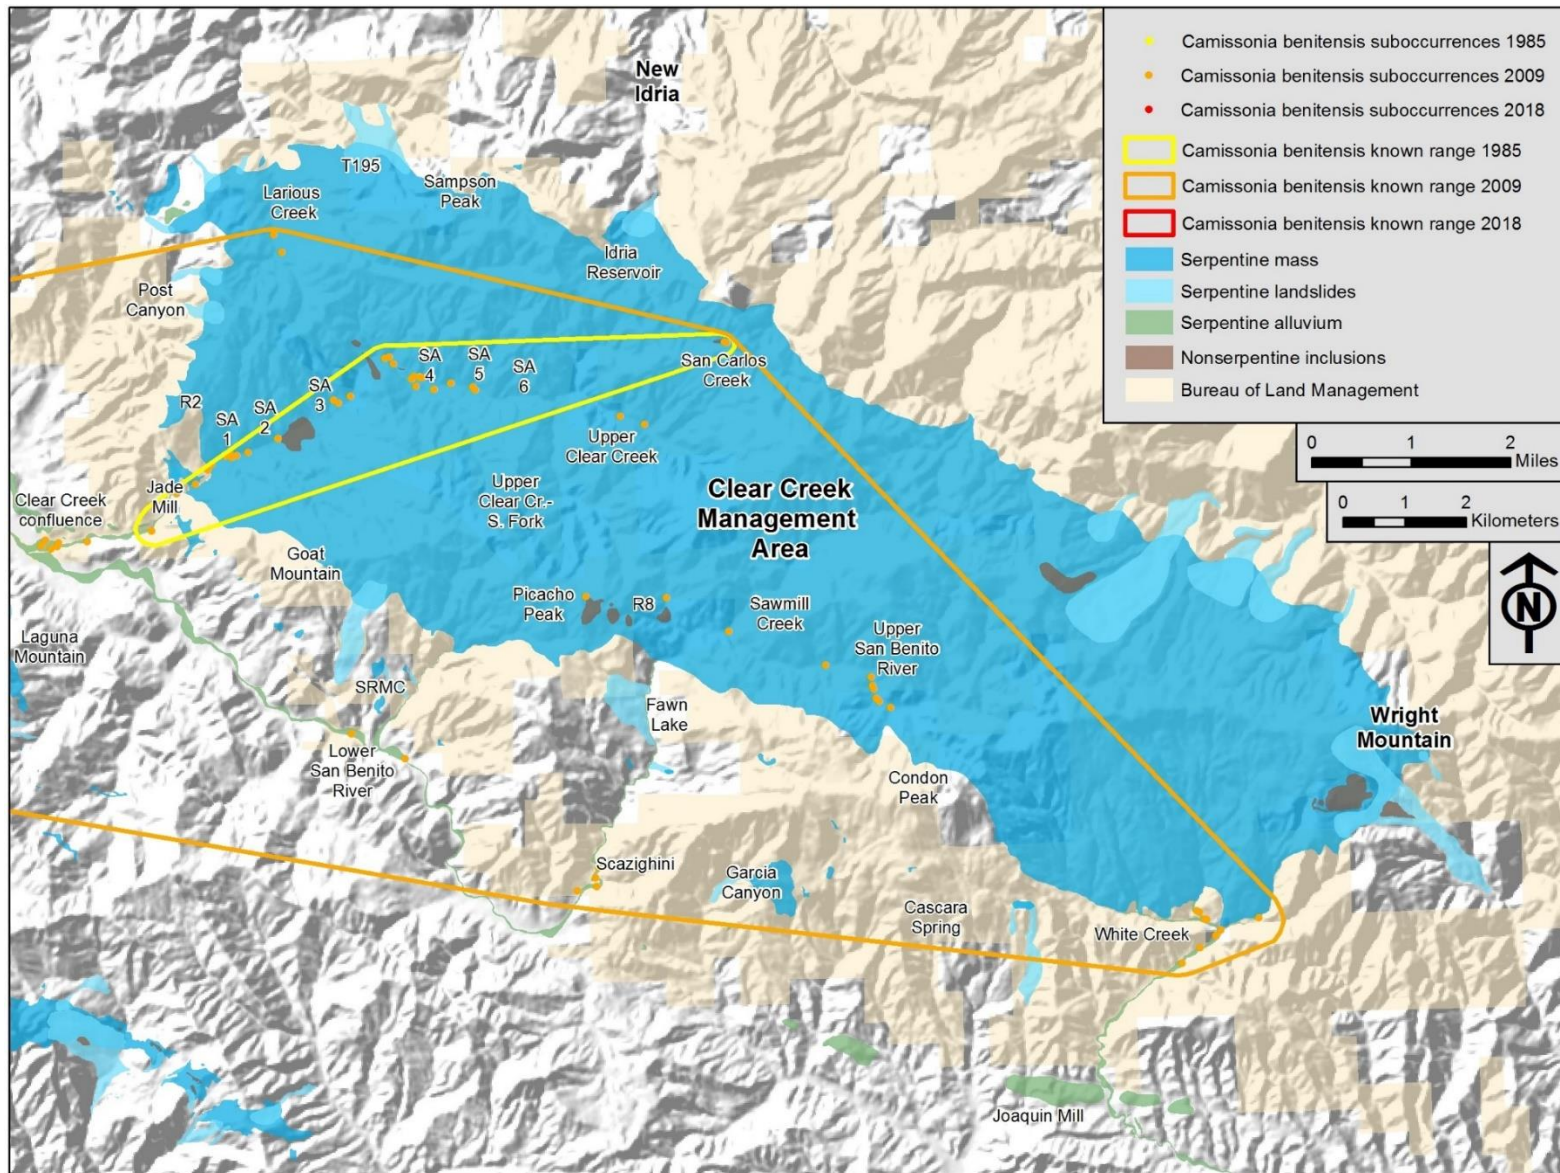 New
Idria
T195
Sampson
Peak
Larious
Creek
Idria
Reservoir
Post
Canyon
San Carlos
Creek
SA
4
SA
5
SA
6
SA
3
R2
SA
2
SA
1
Upper
Clear Creek
Upper
Clear Cr.-
S. Fork
Clear Creek
Management
Area
Jade
Mill
Clear Creek
confluence
Goat
Mountain
Picacho
Peak
R8
Sawmill
Creek
Upper
San Benito
River
Laguna
Mountain
SRMC
Fawn
Lake
Wright
Mountain
Lower
San Benito
River
Condon
Peak
Scazighini
Garcia
Canyon
Cascara
Spring
White Creek
Joaquin Mill
Camissonia benitensis suboccurrences 1985
Camissonia benitensis suboccurrences 2009
Camissonia benitensis suboccurrences 2018
Camissonia benitensis known range 1985
Camissonia benitensis known range 2009
Camissonia benitensis known range 2018
Serpentine mass
Serpentine landslides
Serpentine alluvium
Nonserpentine inclusions
Bureau of Land Management
0 1 2
Miles
0 1 2
Kilometers
N